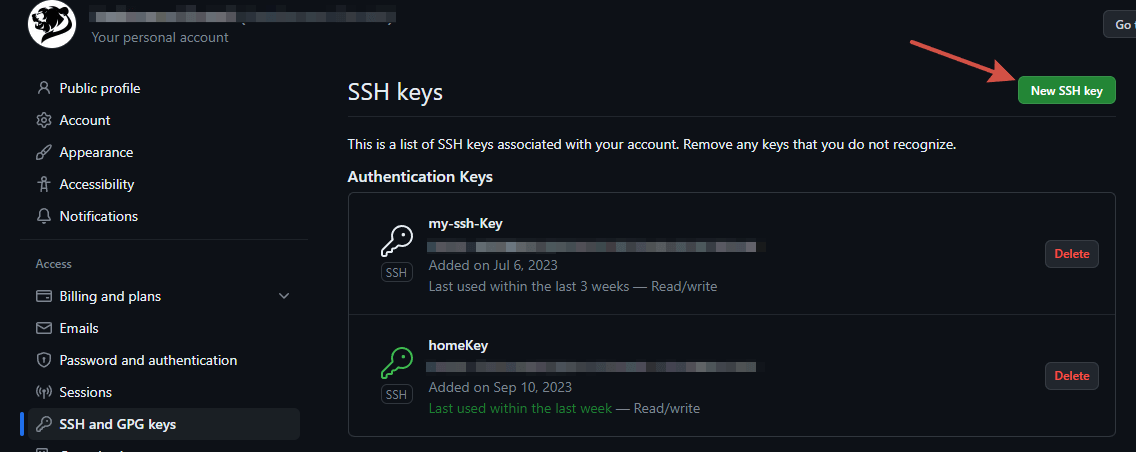 Your personal account
Go
Public profile
Account
Appearance
Accessibility
Notifications
Access
Billing and plans
Emails
Password and authentication
Sessions
SSH and GPG keys
SSH keys
New SSH key
This is a list of SSH keys associated with your account. Remove any keys that you do not recognize.
Authentication Keys
my-ssh-Key
SSH
Added on Jul 6, 2023
Last used within the last 3 weeks — Read/write
Delete
homeKey
SSH
Added on Sep 10, 2023
Last used within the last week — Read/write
Delete